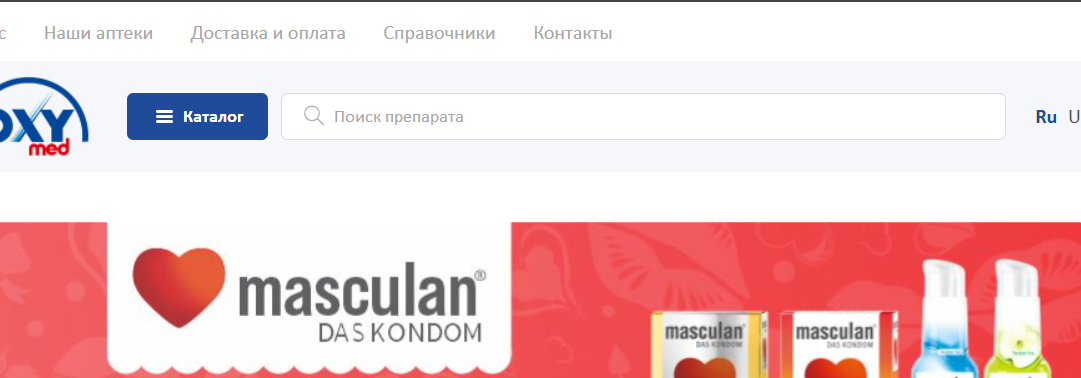 с Наши аптеки Доставка и оплата Справочники Контакты
OXY
med
Каталог
Поиск препарата
Ru U
masculan®
DAS KONDOM
masculan®
DAS KONDOM
masculan®
DAS KONDOM